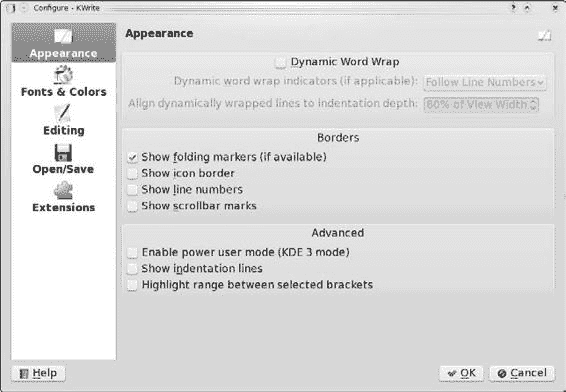 Configure - KWrite
Appearance
Fonts & Colors
Editing
Open/Save
Extensions
Appearance
Dynamic Word Wrap
Dynamic word wrap indicators (if applicable): Follow Line Numbers
Align dynamically wrapped lines to indentation depth: 80% of View Width
Borders
Show folding markers (if available)
Show icon border
Show line numbers
Show scrollbar marks
Advanced
Enable power user mode (KDE 3 mode)
Show indentation lines
Highlight range between selected brackets
Help
OK
Cancel